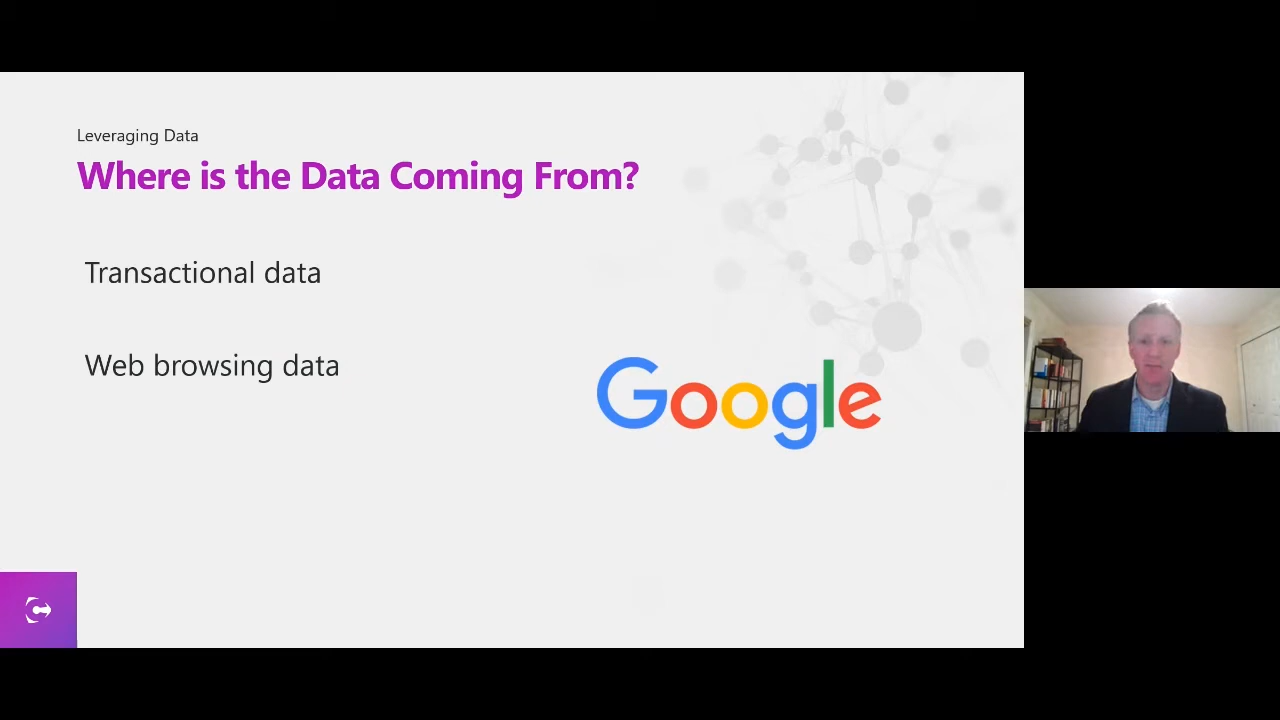 Leveraging Data
Where is the Data Coming From?
Transactional data
Web browsing data
Google